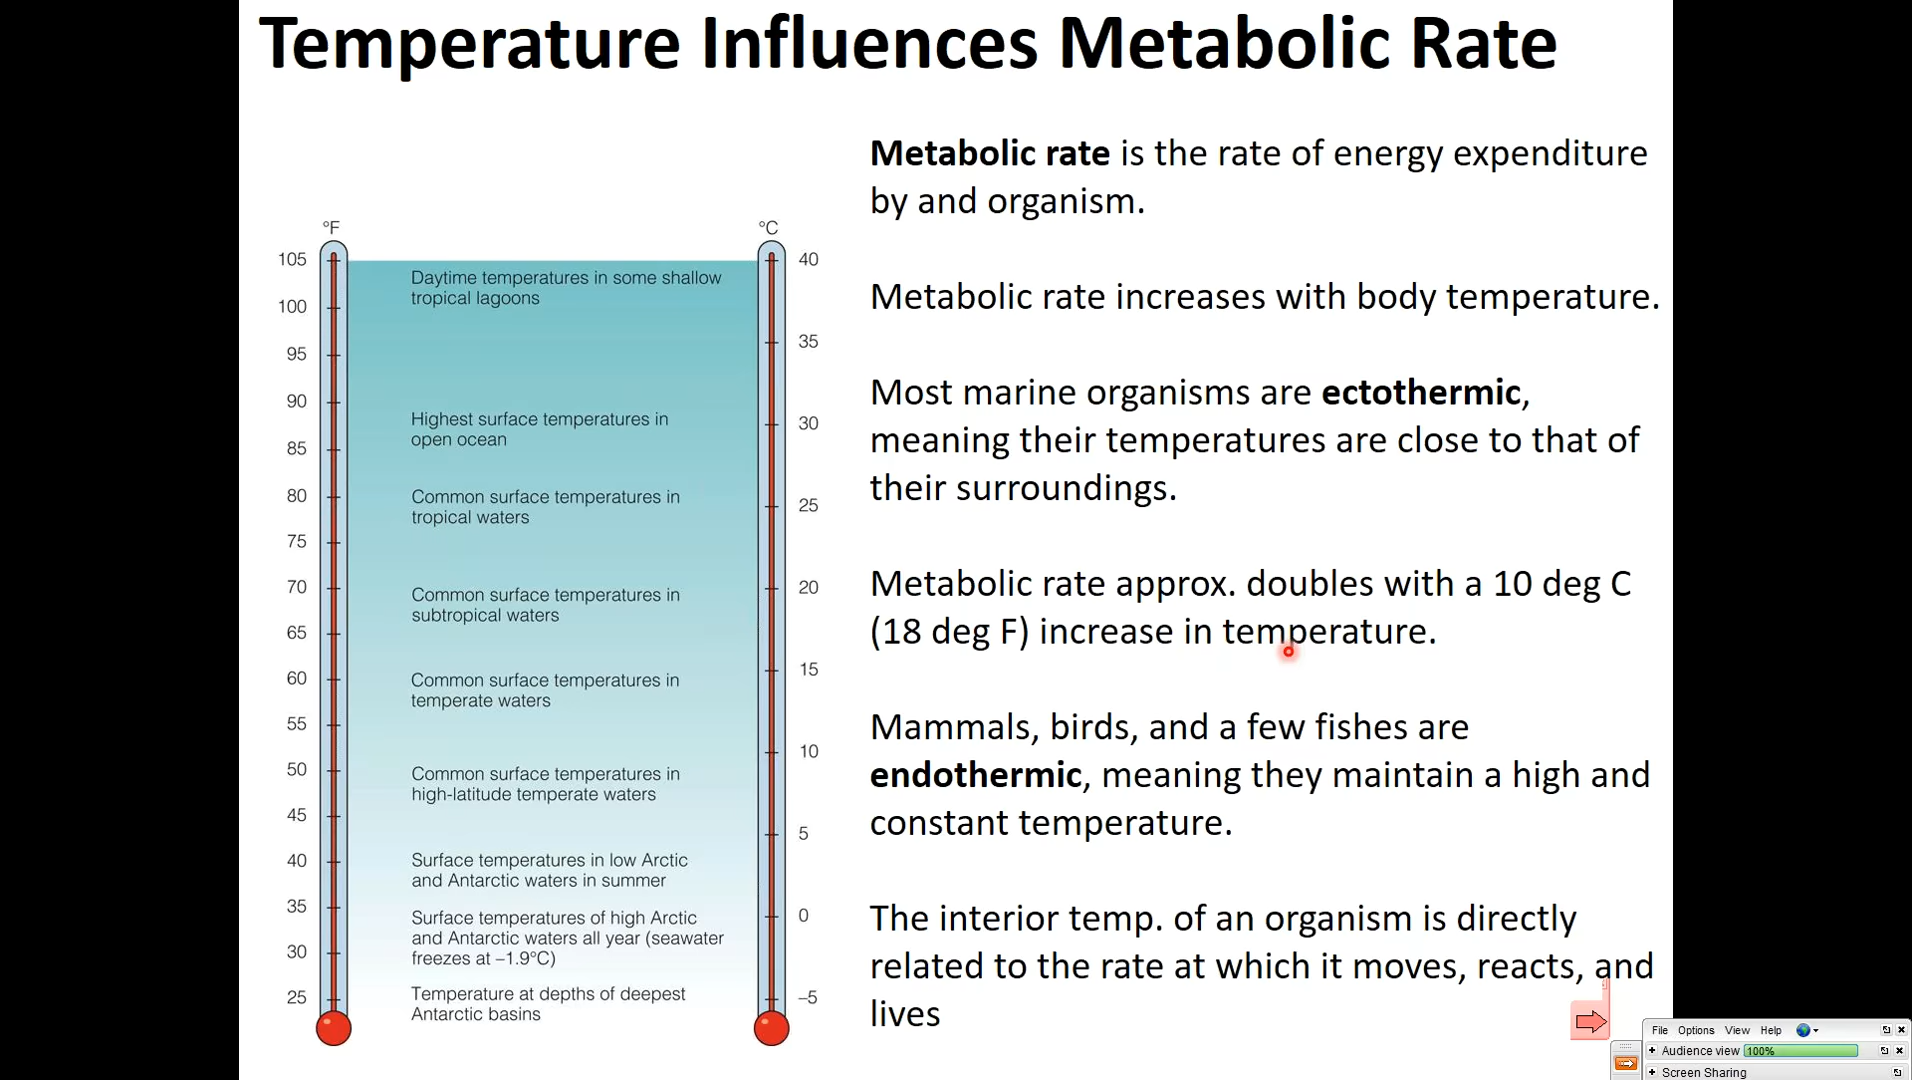 Temperature Influences Metabolic Rate
Metabolic rate is the rate of energy expenditure
by and organism.
Metabolic rate increases with body temperature.
Most marine organisms are ectothermic,
meaning their temperatures are close to that of
their surroundings.
Metabolic rate approx. doubles with a 10 deg C
(18 deg F) increase in temperature.
Mammals, birds, and a few fishes are
endothermic, meaning they maintain a high and
constant temperature.
The interior temp. of an organism is directly
related to the rate at which it moves, reacts, and
lives
°F
105
100
95
90
85
80
75
70
65
60
55
50
45
40
35
30
25
Daytime temperatures in some shallow
tropical lagoons
Highest surface temperatures in
open ocean
Common surface temperatures in
tropical waters
Common surface temperatures in
subtropical waters
Common surface temperatures in
temperate waters
Common surface temperatures in
high-latitude temperate waters
Surface temperatures in low Arctic
and Antarctic waters in summer
Surface temperatures of high Arctic
and Antarctic waters all year (seawater
freezes at –1.9°C)
Temperature at depths of deepest
Antarctic basins
°C
40
35
30
25
20
15
10
5
0
–5
File Options View Help
Audience view 100%
Screen Sharing